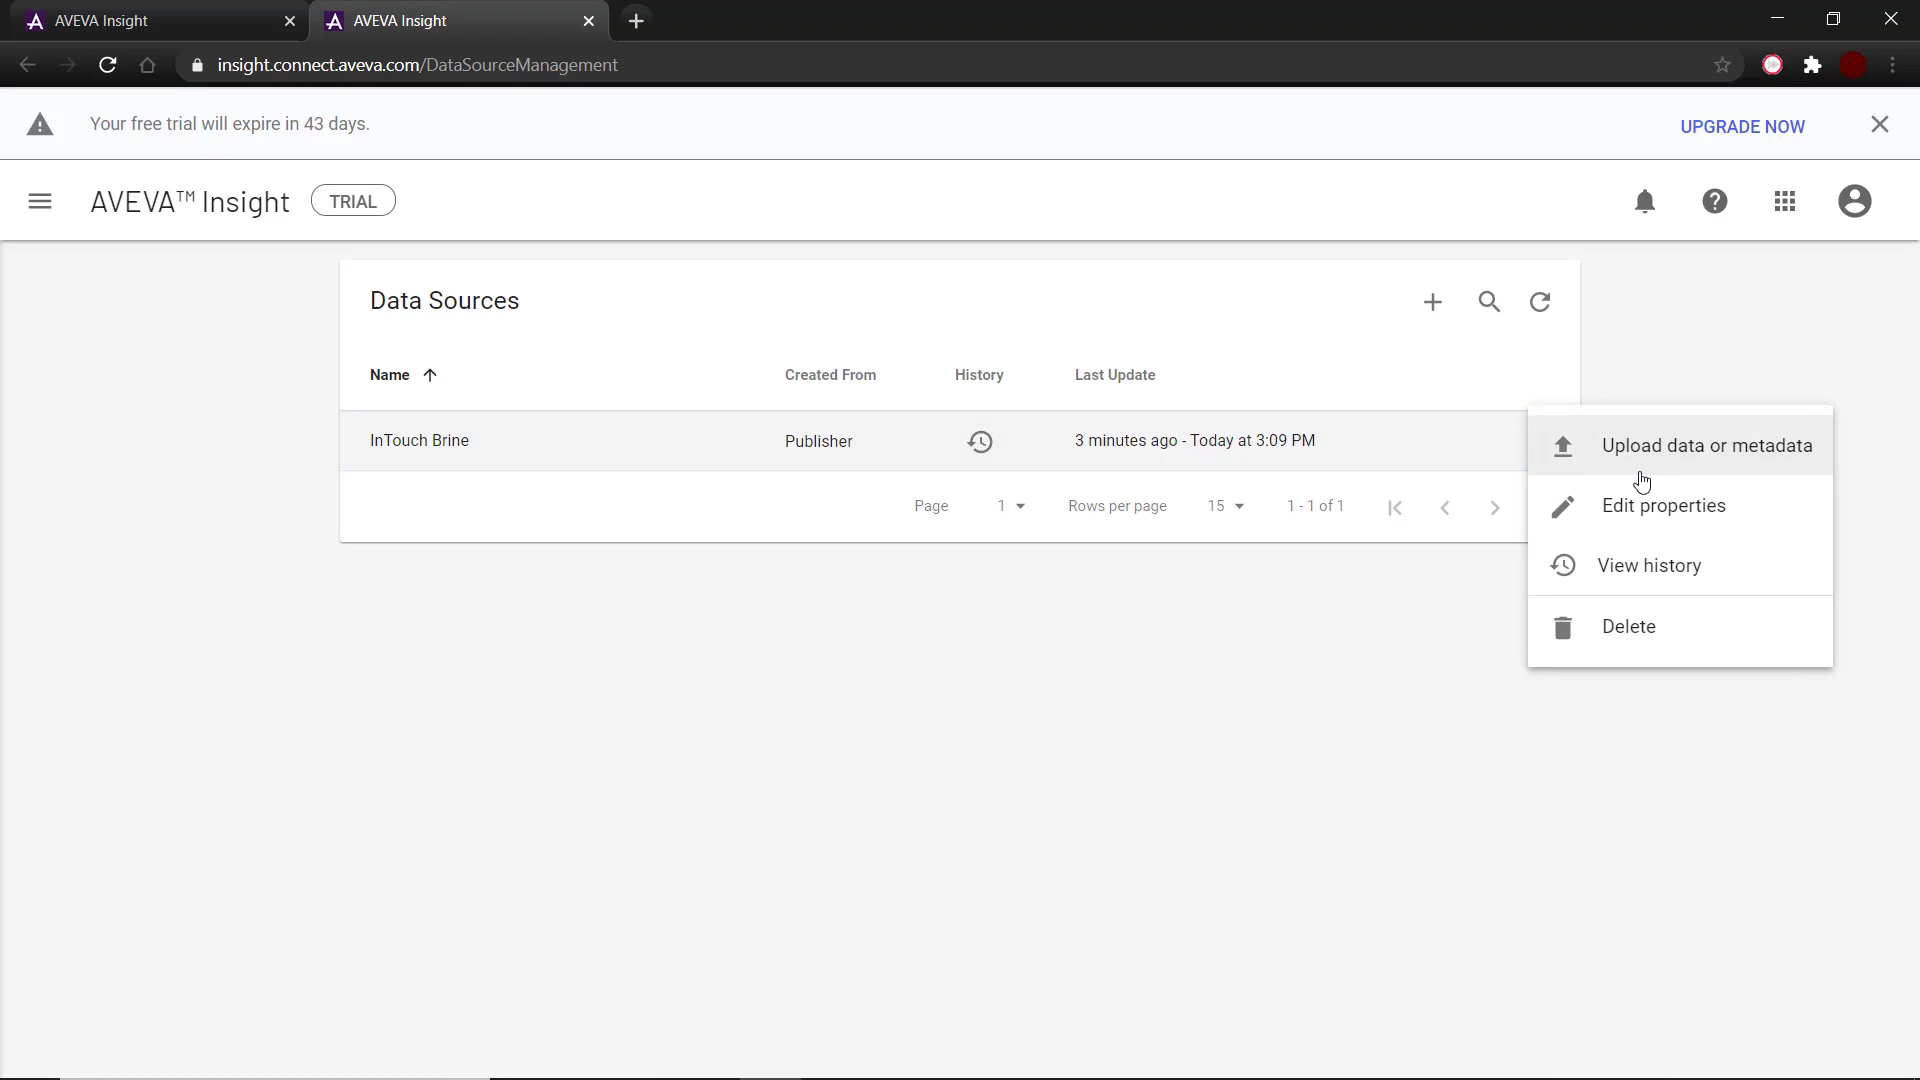 AVEVA Insight
AVEVA Insight
insight.connect.aveva.com/DataSourceManagement
Your free trial will expire in 43 days.
UPGRADE NOW
AVEVA™ Insight
TRIAL
Data Sources
Name
Created From
History
Last Update
InTouch Brine
Publisher
3 minutes ago - Today at 3:09 PM
Page
1
Rows per page
15
1 - 1 of 1
Upload data or metadata
Edit properties
View history
Delete